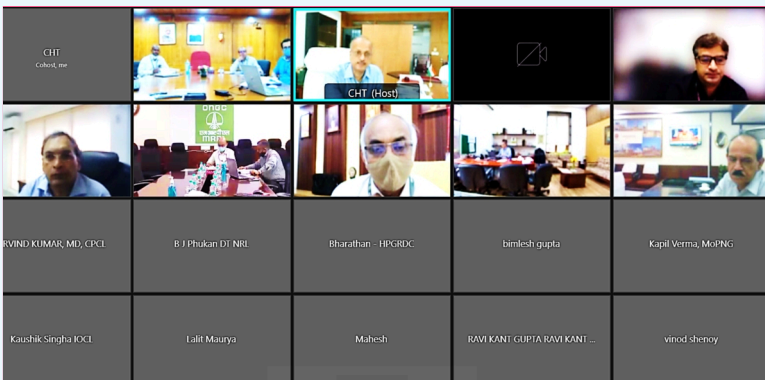 CHT
Cohost, me
CHT (Host)
RVIND KUMAR, MD, CPCL
B J Phukan DT NRL
Bharathan - HPGRDC
bimlesh gupta
Kapil Verma, MoPNG
Kaushik Singha IOCL
Lalit Maurya
Mahesh
RAVI KANT GUPTA RAVI KANT ...
vinod shenoy